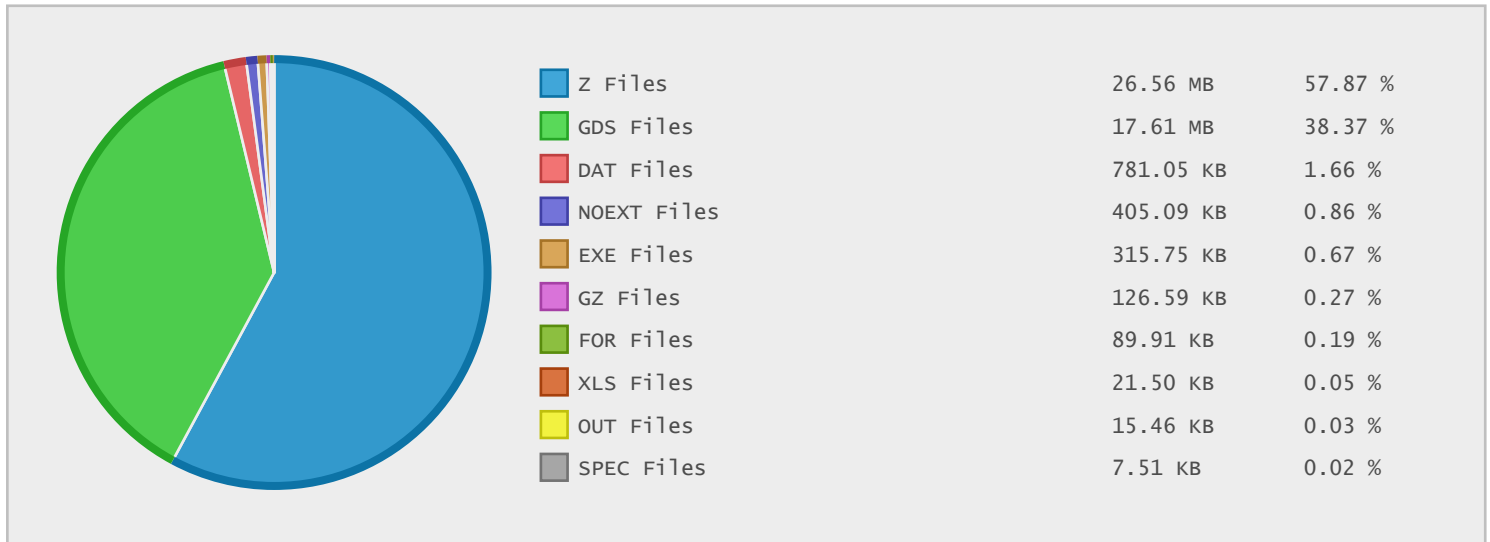 Z Files 26.56 MB 57.87 %
GDS Files 17.61 MB 38.37 %
DAT Files 781.05 KB 1.66 %
NOEXT Files 405.09 KB 0.86 %
EXE Files 315.75 KB 0.67 %
GZ Files 126.59 KB 0.27 %
FOR Files 89.91 KB 0.19 %
XLS Files 21.50 KB 0.05 %
OUT Files 15.46 KB 0.03 %
SPEC Files 7.51 KB 0.02 %